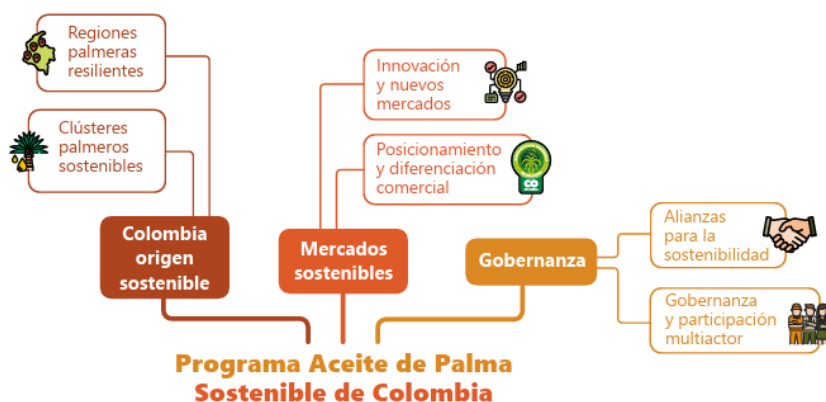 Regiones
palmeras
resilientes
Clústeres
palmeros
sostenibles
Innovación
y nuevos
mercados
Posicionamiento
y diferenciación
comercial
Colombia
origen
sostenible
Mercados
sostenibles
Gobernanza
Alianzas
para la
sostenibilidad
Gobernanza
y participación
multiactor
Programa Aceite de Palma
Sostenible de Colombia